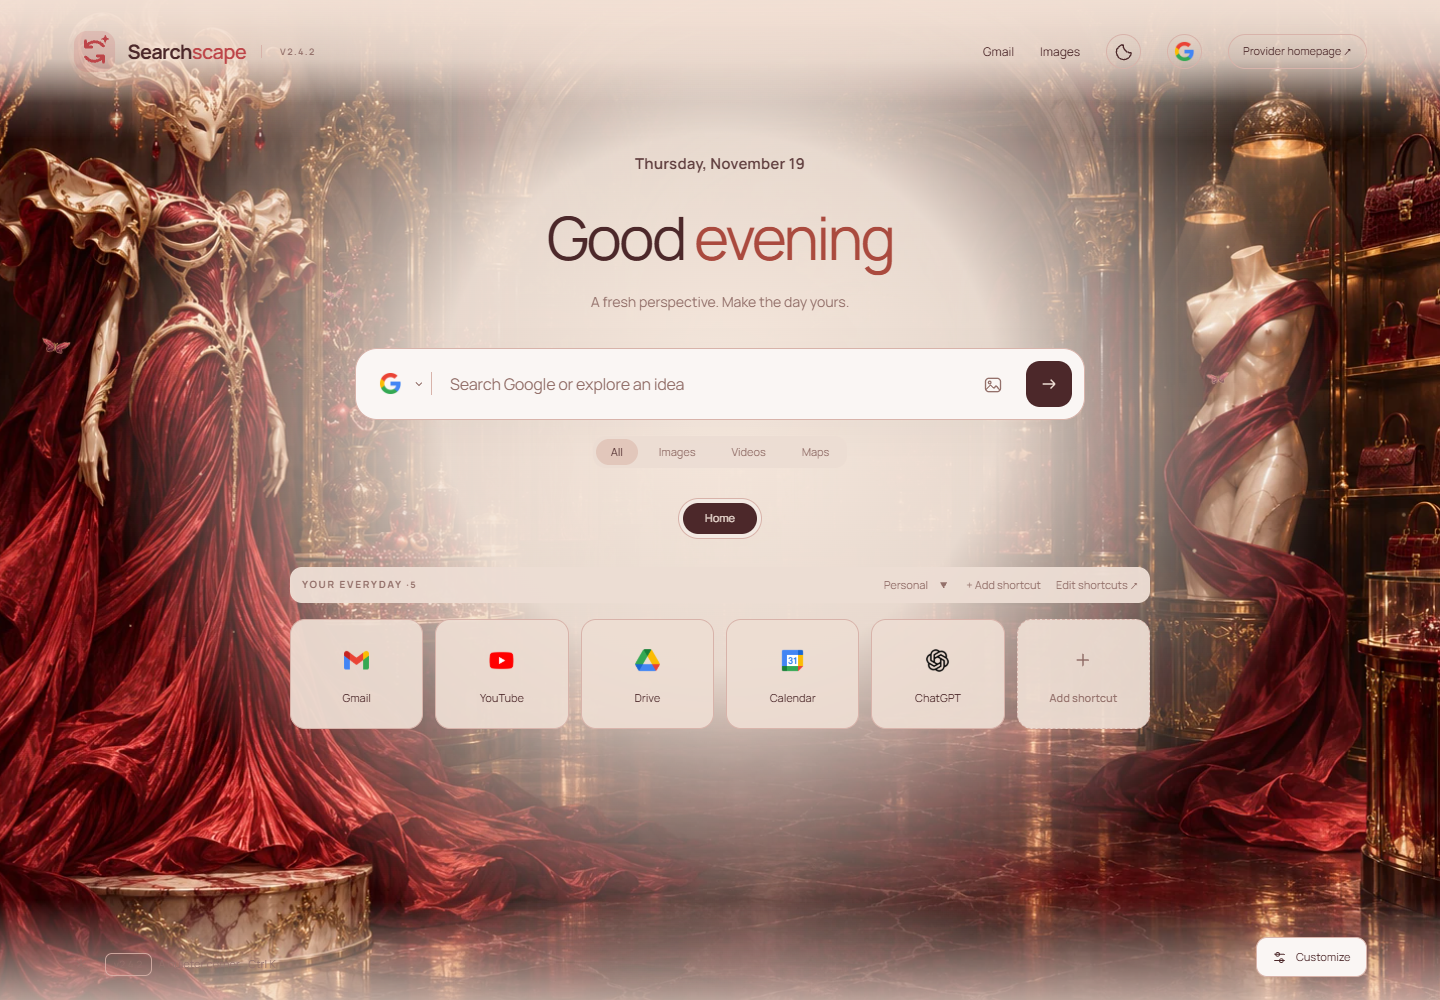 Searchscape
V2.4.2
Gmail
Images
Provider homepage ↗
Thursday, November 19
Good evening
A fresh perspective. Make the day yours.
Search Google or explore an idea
All
Images
Videos
Maps
Home
YOUR EVERYDAY ·5
Personal ▼
+ Add shortcut
Edit shortcuts ↗
31
Gmail
YouTube
Drive
Calendar
ChatGPT
Add shortcut
Customize